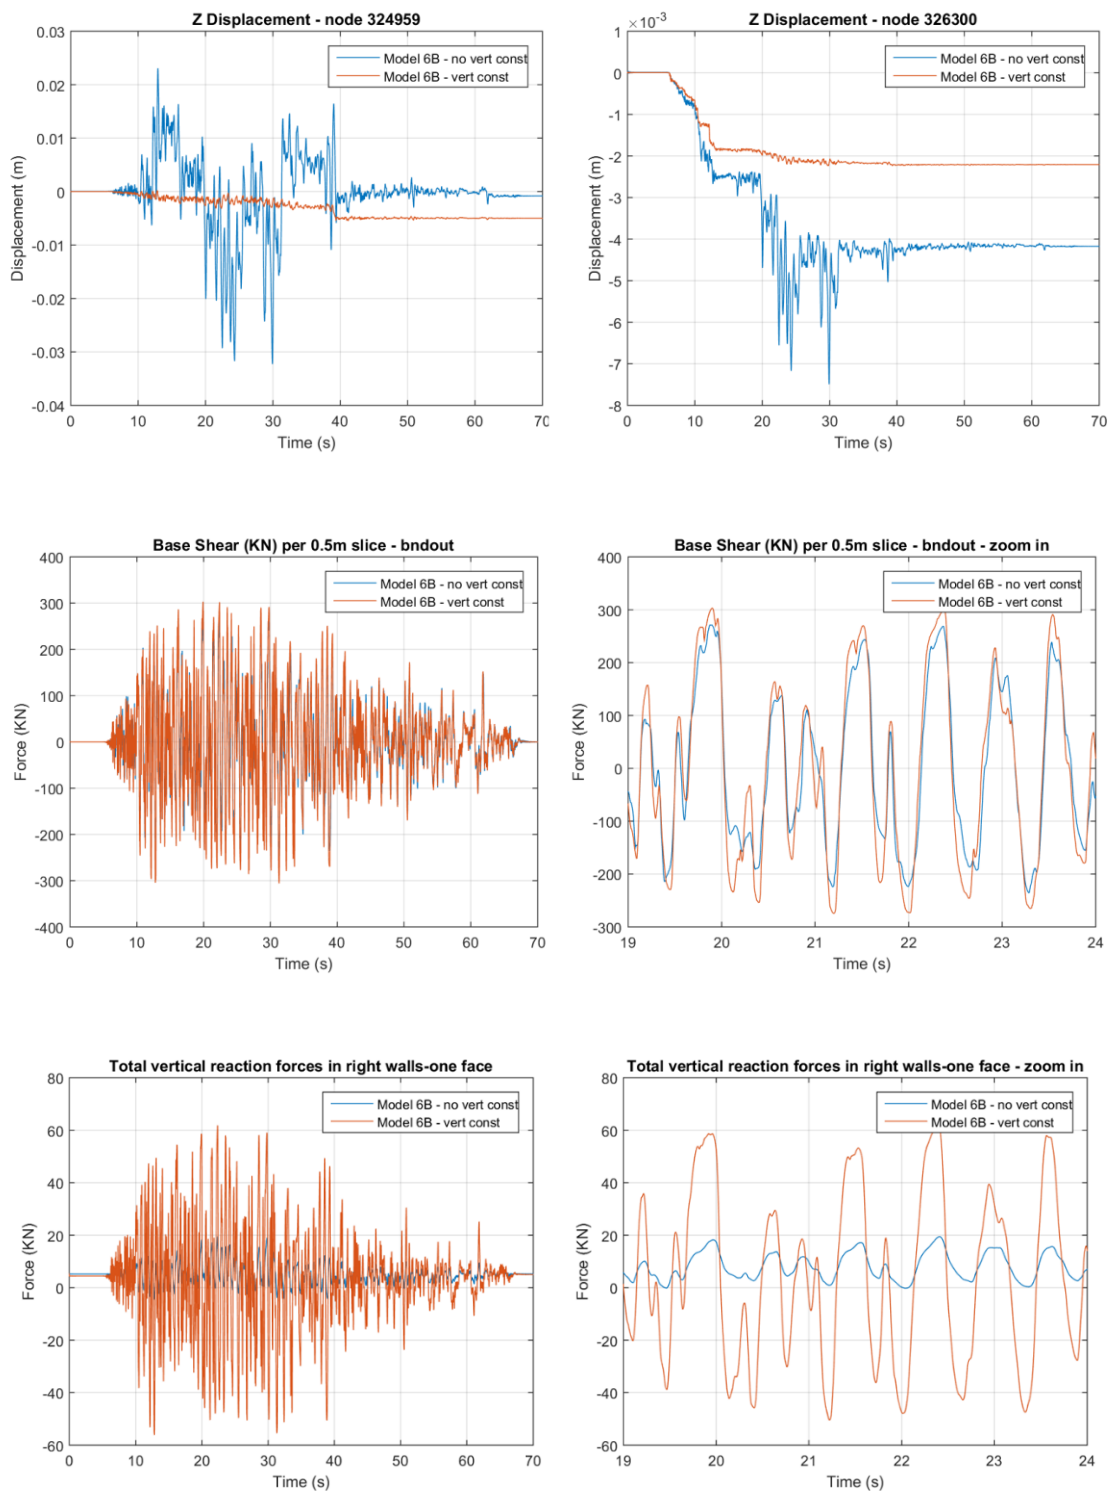 Z Displacement - node 324959
0.03
0.02
0.01
0
-0.01
-0.02
-0.03
-0.04
Displacement (m)
Model 6B - no vert const
Model 6B - vert const
0 10 20 30 40 50 60 70
Time (s)
Z Displacement - node 326300
×10-3
1
0
-1
-2
-3
-4
-5
-6
-7
-8
Displacement (m)
Model 6B - no vert const
Model 6B - vert const
0 10 20 30 40 50 60 70
Time (s)
Base Shear (KN) per 0.5m slice - bndout
400
300
200
100
0
-100
-200
-300
-400
Force (KN)
Model 6B - no vert const
Model 6B - vert const
0 10 20 30 40 50 60 70
Time (s)
Base Shear (KN) per 0.5m slice - bndout - zoom in
400
300
200
100
0
-100
-200
-300
Force (KN)
Model 6B - no vert const
Model 6B - vert const
19 20 21 22 23 24
Time (s)
Total vertical reaction forces in right walls-one face
80
60
40
20
0
-20
-40
-60
Force (KN)
Model 6B - no vert const
Model 6B - vert const
0 10 20 30 40 50 60 70
Time (s)
Total vertical reaction forces in right walls-one face - zoom in
80
60
40
20
0
-20
-40
-60
Force (KN)
Model 6B - no vert const
Model 6B - vert const
19 20 21 22 23 24
Time (s)